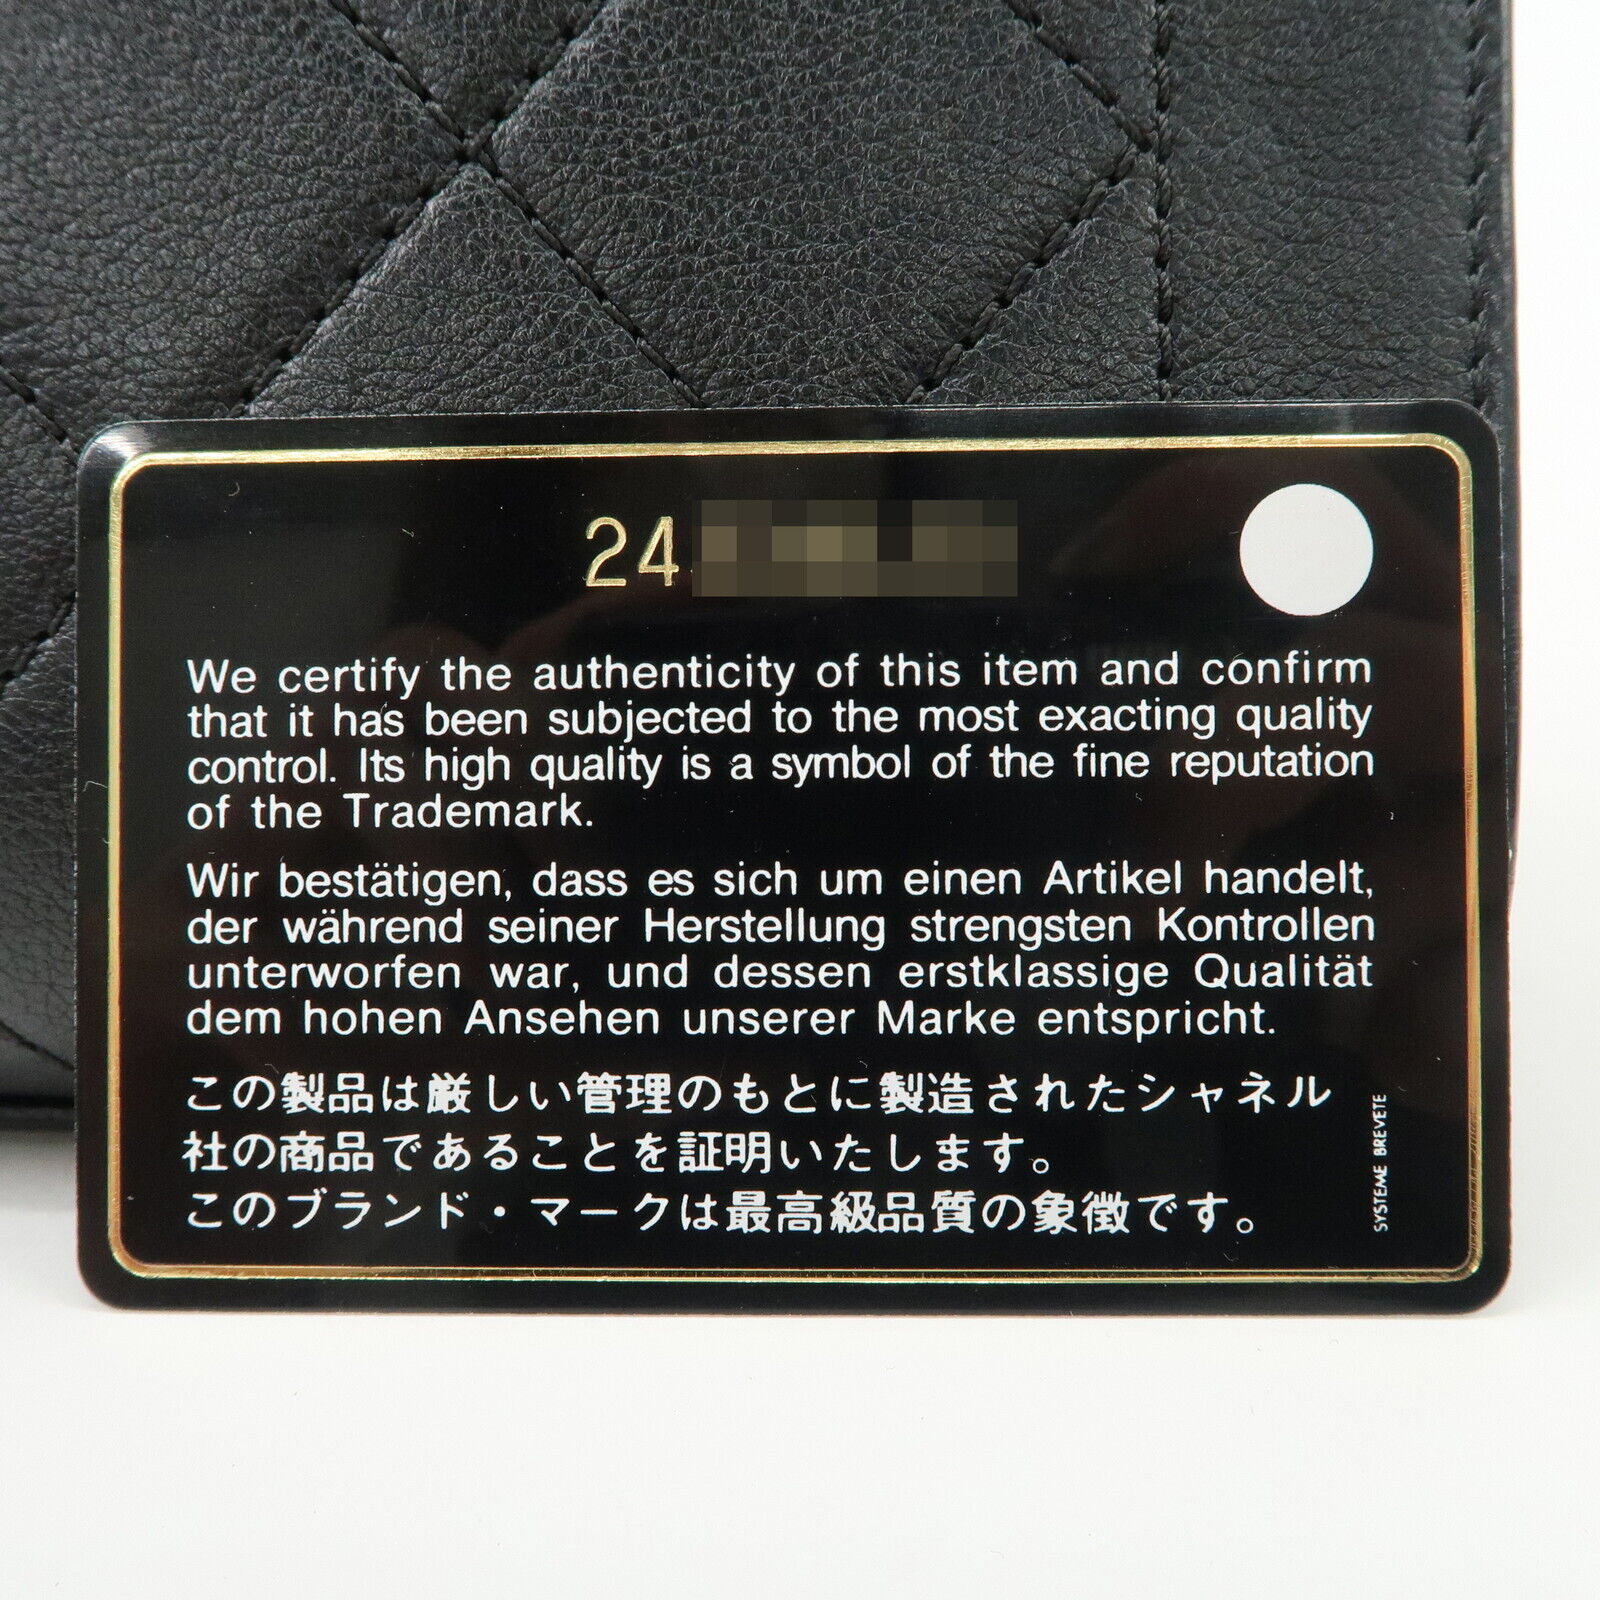 24
We certify the authenticity of this item and confirm
that it has been subjected to the most exacting quality
control. Its high quality is a symbol of the fine reputation
of the Trademark.
Wir bestätigen, dass es sich um einen Artikel handelt,
der während seiner Herstellung strengsten Kontrollen
unterworfen war, und dessen erstklassige Qualität
dem hohen Ansehen unserer Marke entspricht.
この製品は厳しい管理のもとに製造されたシャネル
社の商品であることを証明いたします。
このブランド・マークは最高級品質の象徴です。
SYSTEME BREVETE